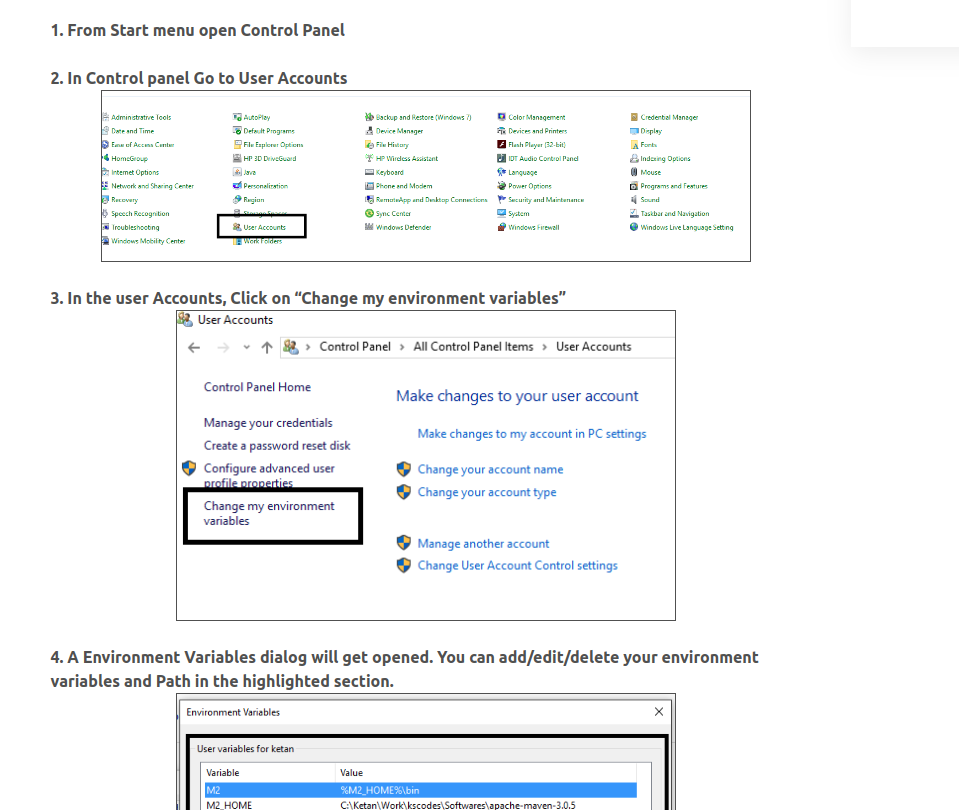 1. From Start menu open Control Panel
2. In Control panel Go to User Accounts
Administrative Tools AutoPlay Backup and Restore (Windows 7) Color Management Credential Manager
Date and Time Default Programs Device Manager Devices and Printers Display
Ease of Access Center File Explorer Options File History Flash Player (32-bit) Fonts
HomeGroup HP 3D DriveGuard HP Wireless Assistant IDT Audio Control Panel Indexing Options
Internet Options Java Keyboard Language Mouse
Network and Sharing Center Personalization Phone and Modem Power Options Programs and Features
Recovery Region RemoteApp and Desktop Connections Security and Maintenance Sound
Speech Recognition Storage Spaces Sync Center System Taskbar and Navigation
Troubleshooting User Accounts Windows Defender Windows Firewall Windows Live Language Setting
Windows Mobility Center Work Folders
3. In the user Accounts, Click on “Change my environment variables”
User Accounts
Control Panel > All Control Panel Items > User Accounts
Control Panel Home
Make changes to your user account
Manage your credentials
Make changes to my account in PC settings
Create a password reset disk
Configure advanced user
profile properties
Change your account name
Change your account type
Change my environment
variables
Manage another account
Change User Account Control settings
4. A Environment Variables dialog will get opened. You can add/edit/delete your environment
variables and Path in the highlighted section.
Environment Variables
User variables for ketan
Variable Value
M2 %M2_HOME%\bin
M2_HOME C:\Ketan\Work\kscodes\Softwares\apache-maven-3.0.5